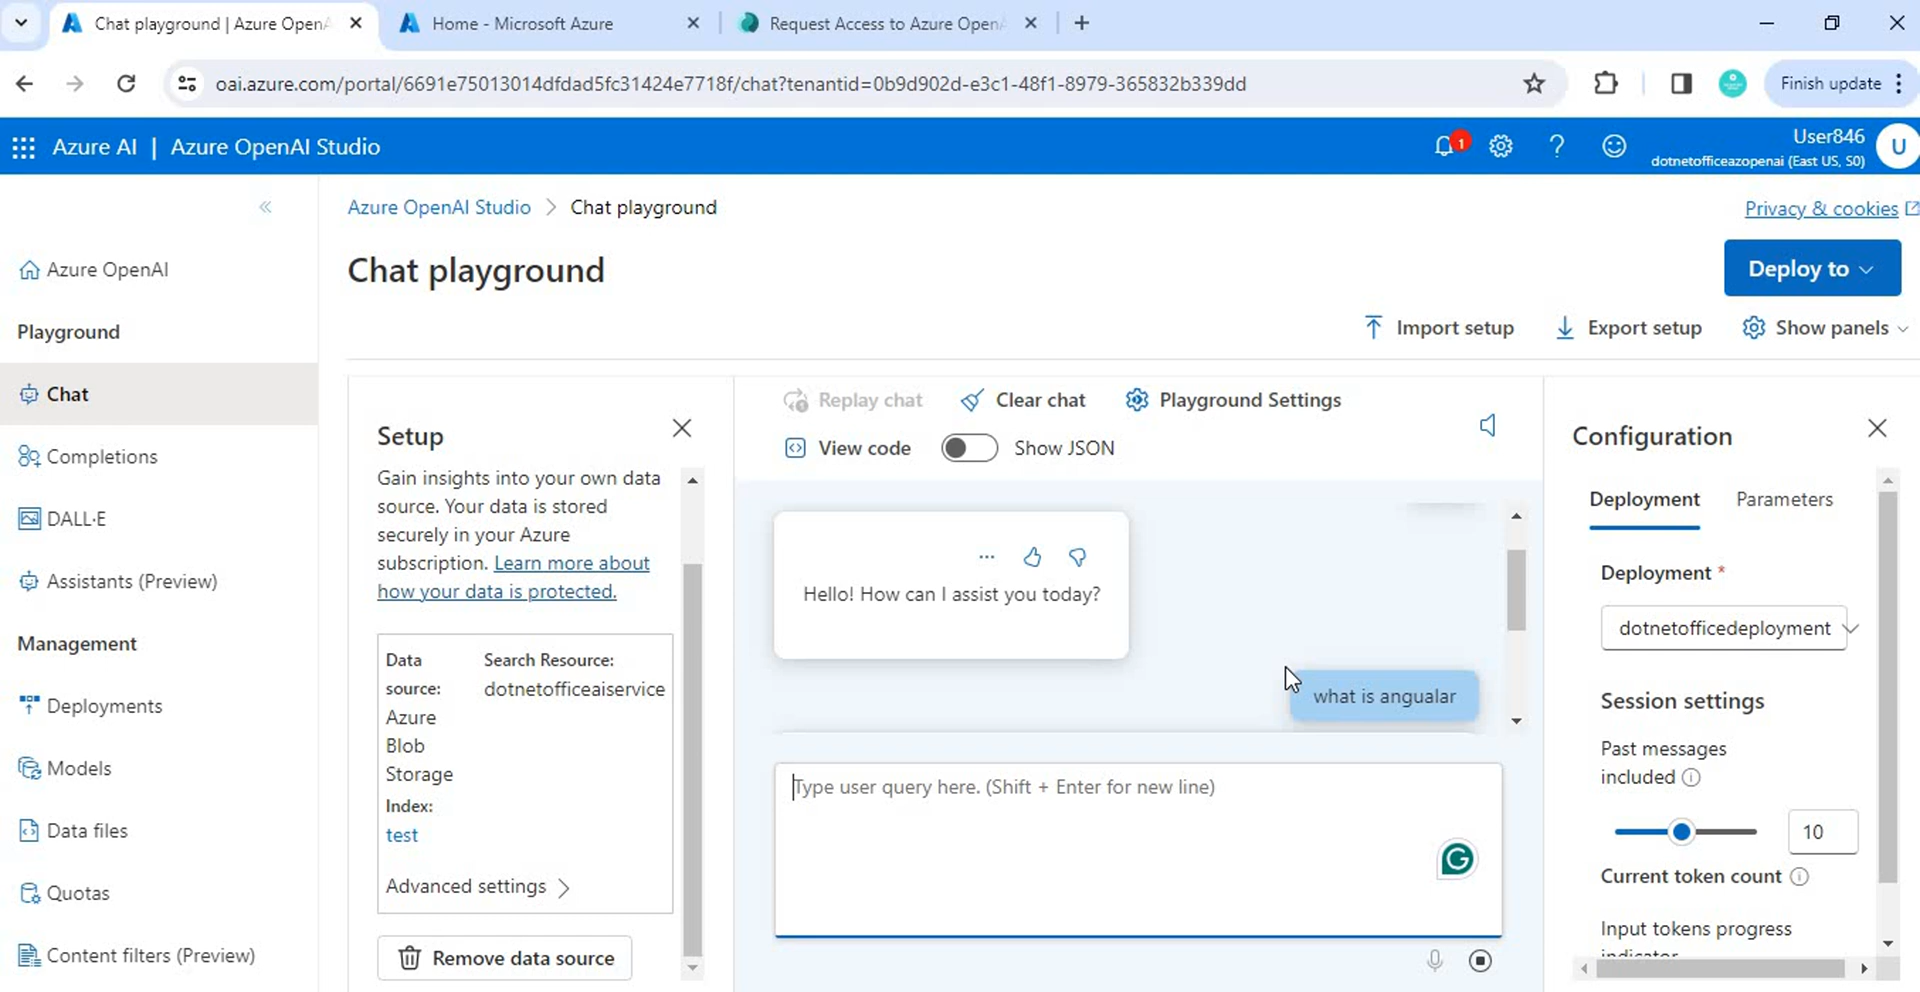 Chat playground | Azure Open
Home - Microsoft Azure
Request Access to Azure Open
oai.azure.com/portal/6691e75013014dfdad5fc31424e7718f/chat?tenantid=0b9d902d-e3c1-48f1-8979-365832b339dd
Finish update
Azure AI | Azure OpenAI Studio
1
User846
dotnetofficeazopenai (East US, S0)
U
Azure OpenAI Studio > Chat playground
Privacy & cookies
Chat playground
Deploy to
Import setup
Export setup
Show panels
Azure OpenAI
Playground
Chat
Completions
DALL·E
Assistants (Preview)
Management
Deployments
Models
Data files
Quotas
Content filters (Preview)
Setup
Gain insights into your own data
source. Your data is stored
securely in your Azure
subscription. Learn more about
how your data is protected.
Data
source:
Azure
Blob
Storage
Search Resource:
dotnetofficeaiservice
Index:
test
Advanced settings
Remove data source
Replay chat
Clear chat
Playground Settings
View code
Show JSON
Hello! How can I assist you today?
what is angualar
Type user query here. (Shift + Enter for new line)
Configuration
Deployment
Parameters
Deployment *
dotnetofficedeployment
Session settings
Past messages
included
10
Current token count
Input tokens progress
indicator